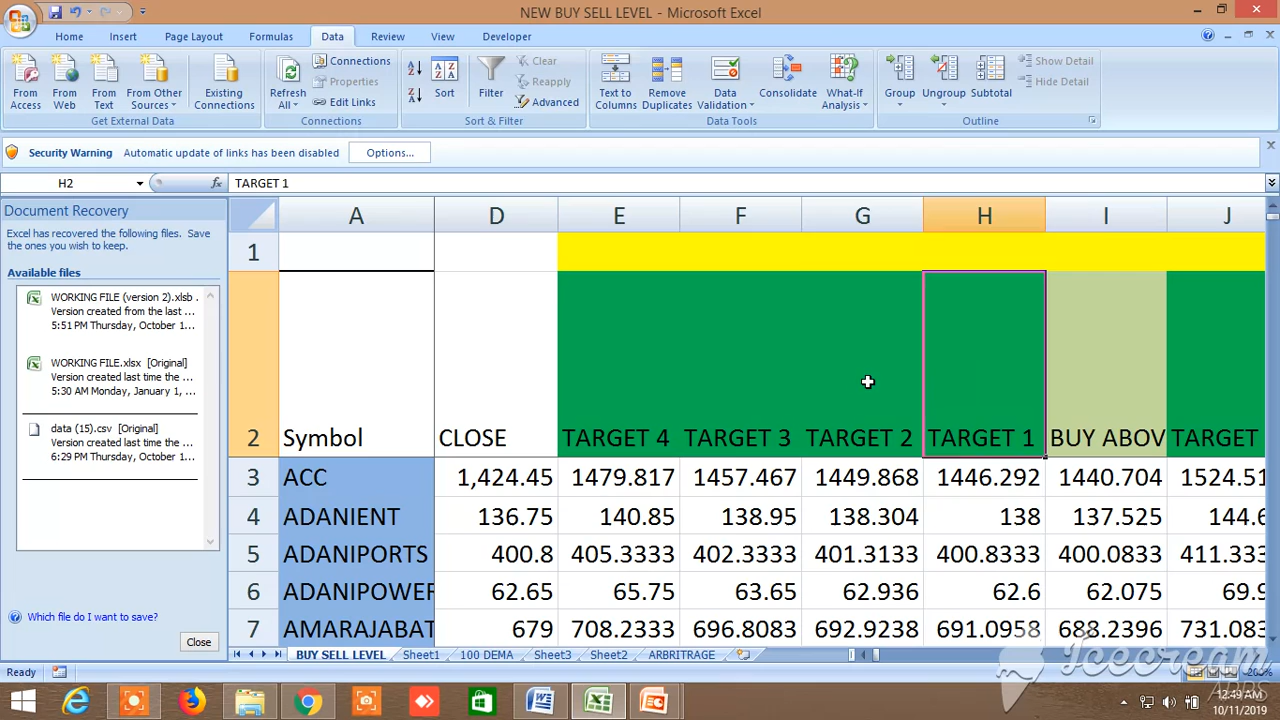 NEW BUY SELL LEVEL - Microsoft Excel
Home Insert Page Layout Formulas Data Review View Developer
From Access
From Web
From Text
From Other Sources
Existing Connections
Get External Data
Refresh All
Connections
Properties
Edit Links
Connections
Sort
Filter
Clear
Reapply
Advanced
Sort & Filter
Text to Columns
Remove Duplicates
Data Validation
Consolidate
What-If Analysis
Data Tools
Group
Ungroup
Subtotal
Show Detail
Hide Detail
Outline
Security Warning Automatic update of links has been disabled Options...
H2 fx TARGET 1
Document Recovery
Excel has recovered the following files. Save
the ones you wish to keep.
Available files
WORKING FILE (version 2).xlsb .
Version created from the last ...
5:51 PM Thursday, October 1...
WORKING FILE.xlsx [Original]
Version created last time the ...
5:30 AM Monday, January 1, ...
data (15).csv [Original]
Version created last time the ...
6:29 PM Thursday, October 1...
Which file do I want to save?
Close
A D E F G H I J
1
2 Symbol CLOSE TARGET 4 TARGET 3 TARGET 2 TARGET 1 BUY ABOV TARGET
3 ACC 1,424.45 1479.817 1457.467 1449.868 1446.292 1440.704 1524.51
4 ADANIENT 136.75 140.85 138.95 138.304 138 137.525 144.6
5 ADANIPORTS 400.8 405.3333 402.3333 401.3133 400.8333 400.0833 411.333
6 ADANIPOWER 62.65 65.75 63.65 62.936 62.6 62.075 69.9
7 AMARAJABAT 679 708.2333 696.8083 692.9238 691.0958 688.2396 731.083
BUY SELL LEVEL Sheet1 100 DEMA Sheet3 Sheet2 ARBRITRAGE
Ready 200%
Icecream
APPS
12:49 AM
10/11/2019